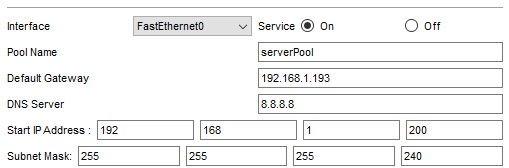 Interface FastEthernet0 Service On Off
Pool Name serverPool
Default Gateway 192.168.1.193
DNS Server 8.8.8.8
Start IP Address : 192 168 1 200
Subnet Mask: 255 255 255 240